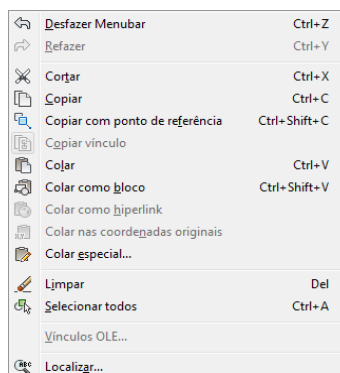 Desfazer Menubar Ctrl+Z
Refazer Ctrl+Y
Cortar Ctrl+X
Copiar Ctrl+C
Copiar com ponto de referência Ctrl+Shift+C
Copiar vínculo
Colar Ctrl+V
Colar como bloco Ctrl+Shift+V
Colar como hiperlink
Colar nas coordenadas originais
Colar especial...
Limpar Del
Selecionar todos Ctrl+A
Vínculos OLE...
ABC Localizar...